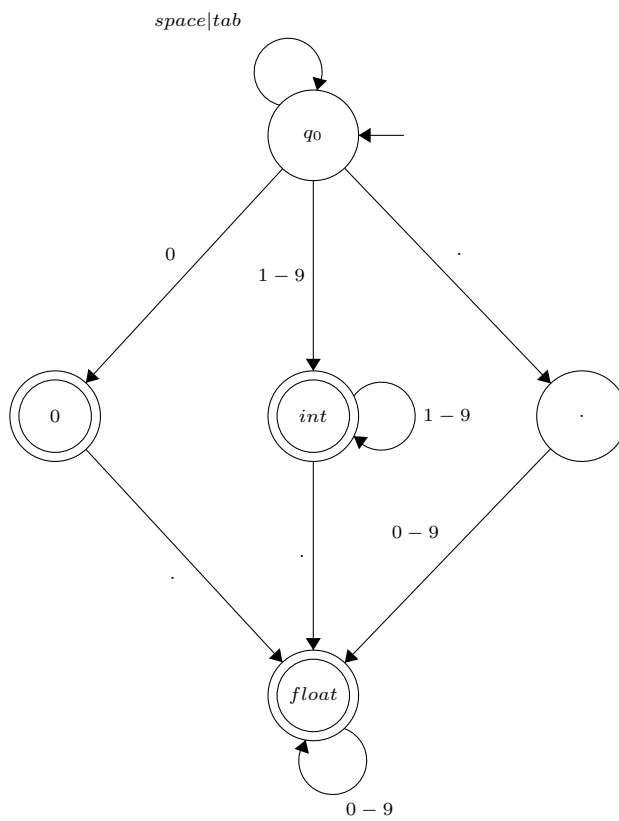 space|tab
q0
0
.
1 − 9
0
int
1 − 9
.
0 − 9
.
.
float
0 − 9